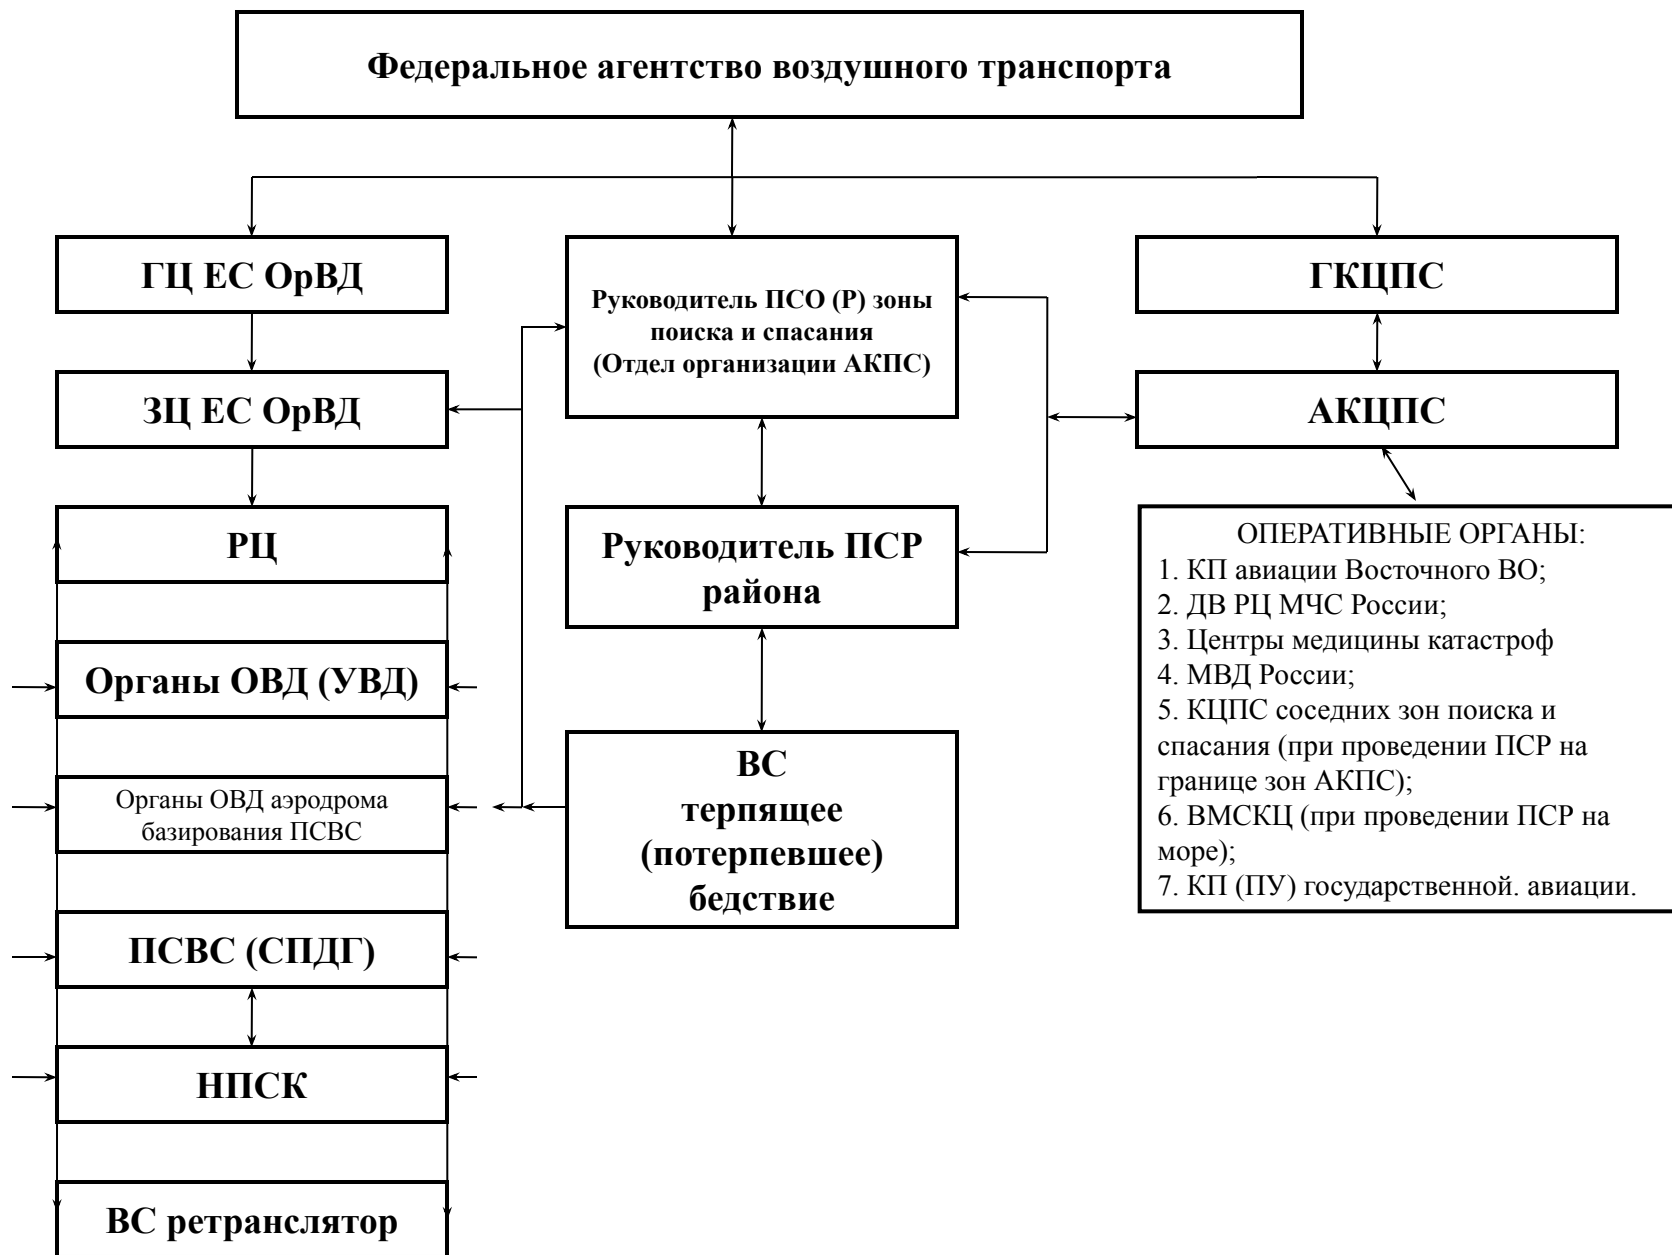 Федеральное агентство воздушного транспорта
ГЦ ЕС ОрВД
ЗЦ ЕС ОрВД
РЦ
Органы ОВД (УВД)
Органы ОВД аэродрома
базирования ПСВС
ПСВС (СПДГ)
НПСК
ВС ретранслятор
Руководитель ПСО (Р) зоны
поиска и спасания
(Отдел организации АКПС)
Руководитель ПСР
района
ВС
терпящее
(потерпевшее)
бедствие
ГКЦПС
АКЦПС
ОПЕРАТИВНЫЕ ОРГАНЫ:
1. КП авиации Восточного ВО;
2. ДВ РЦ МЧС России;
3. Центры медицины катастроф
4. МВД России;
5. КЦПС соседних зон поиска и
спасания (при проведении ПСР на
границе зон АКПС);
6. ВМСКЦ (при проведении ПСР на
море);
7. КП (ПУ) государственной. авиации.